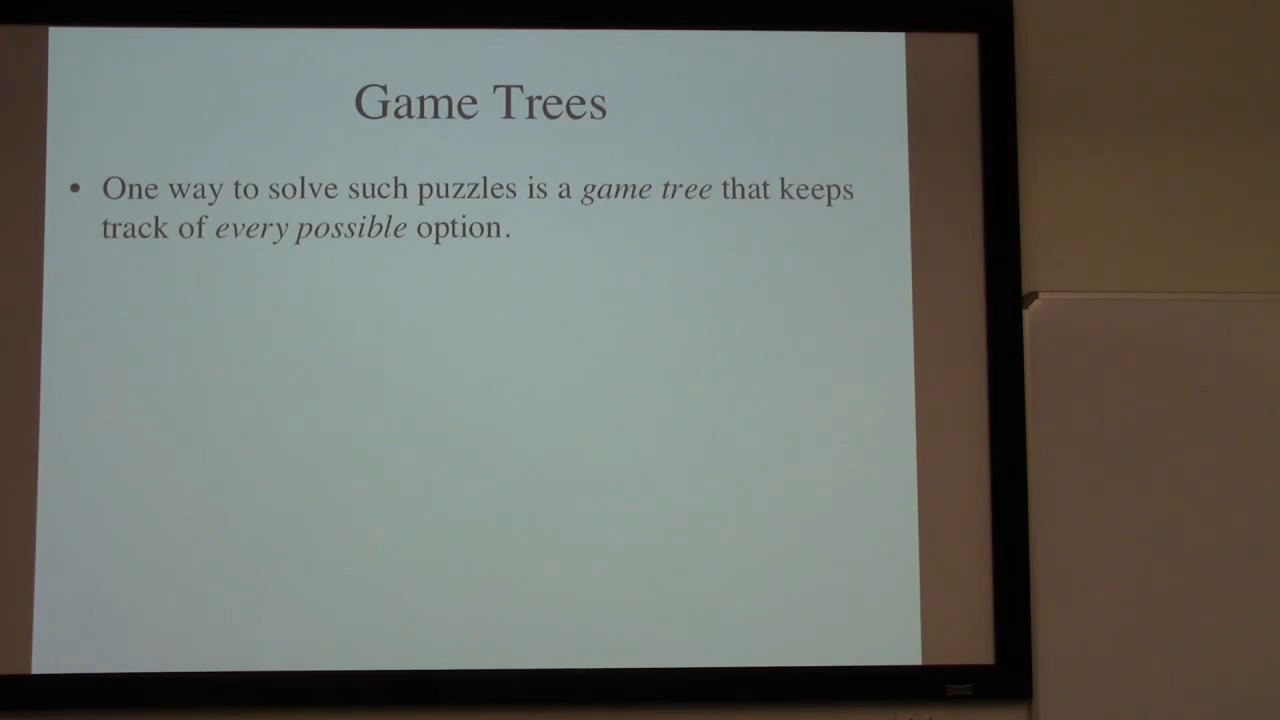 Game Trees
• One way to solve such puzzles is a game tree that keeps
track of every possible option.